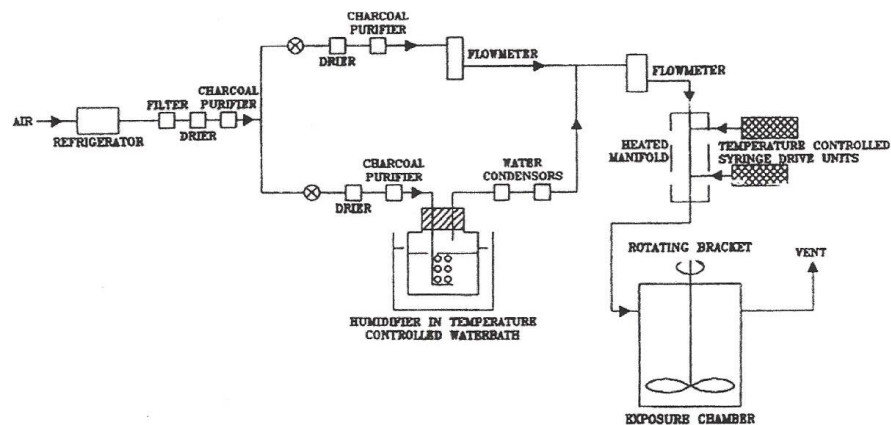 CHARCOAL
PURIFIER
DRIER
FLOWMETER
FLOWMETER
CHARCOAL
PURIFIER
FILTER
DRIER
AIR
REFRIGERATOR
HEATED
MANIFOLD
TEMPERATURE CONTROLLED
SYRINGE DRIVE UNITS
CHARCOAL
PURIFIER
WATER
CONDENSORS
DRIER
HUMIDIFIER IN TEMPERATURE
CONTROLLED WATERBATH
ROTATING BRACKET
VENT
EXPOSURE CHAMBER